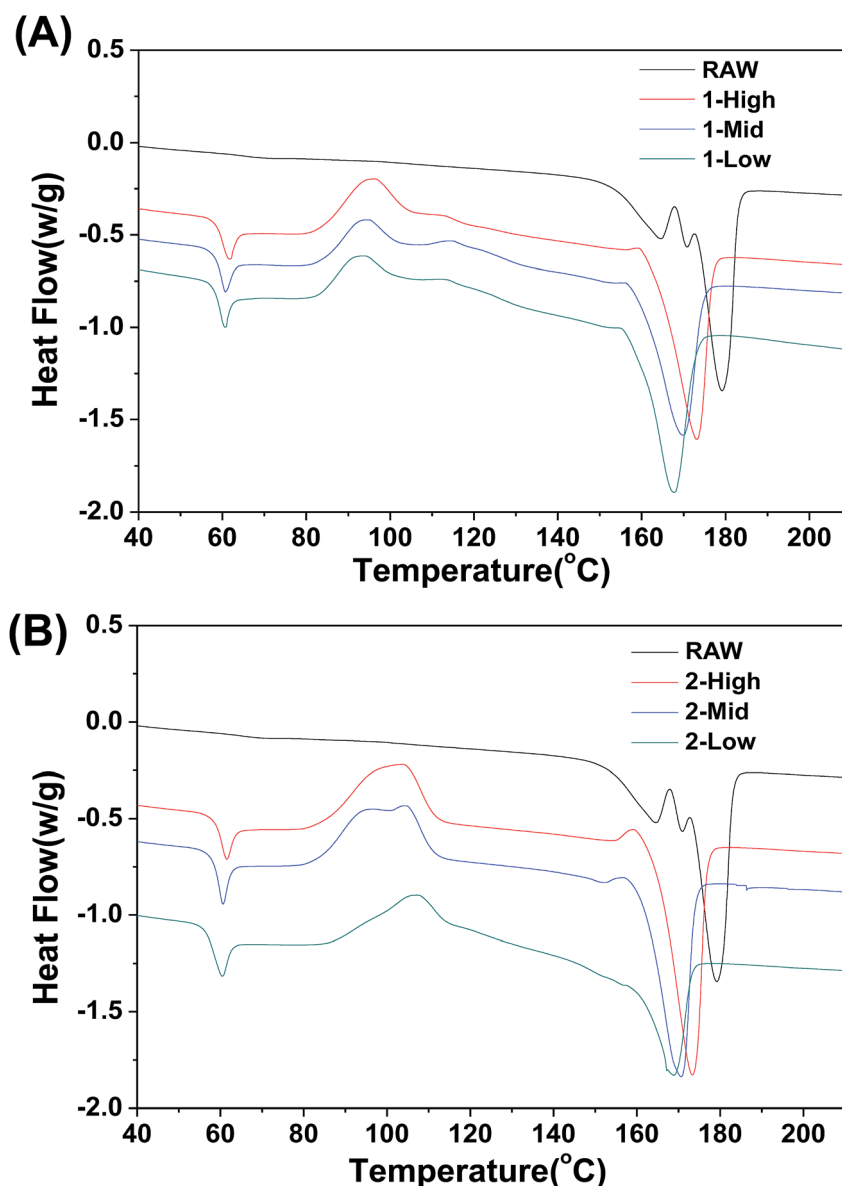 (A)
0.5
0.0
-0.5
-1.0
-1.5
-2.0
Heat Flow(w/g)
RAW
1-High
1-Mid
1-Low
40 60 80 100 120 140 160 180 200
Temperature(°C)
(B)
0.5
0.0
-0.5
-1.0
-1.5
-2.0
Heat Flow(w/g)
RAW
2-High
2-Mid
2-Low
40 60 80 100 120 140 160 180 200
Temperature(°C)